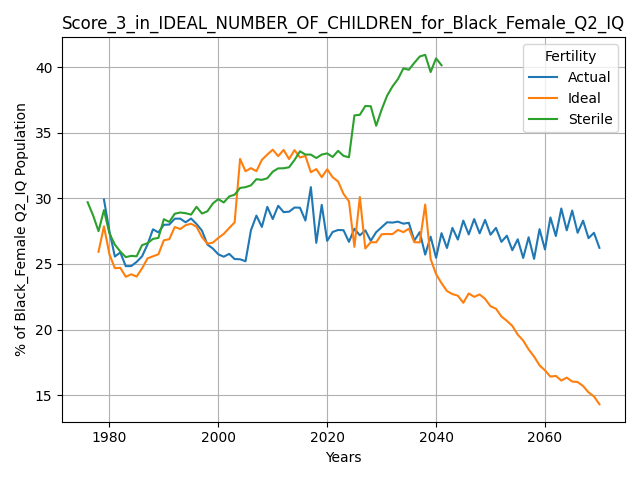 Score_3_in_IDEAL_NUMBER_OF_CHILDREN_for_Black_Female_Q2_IQ
% of Black_Female Q2_IQ Population
40
35
30
25
20
15
Fertility
Actual
Ideal
Sterile
1980
2000
2020
2040
2060
Years